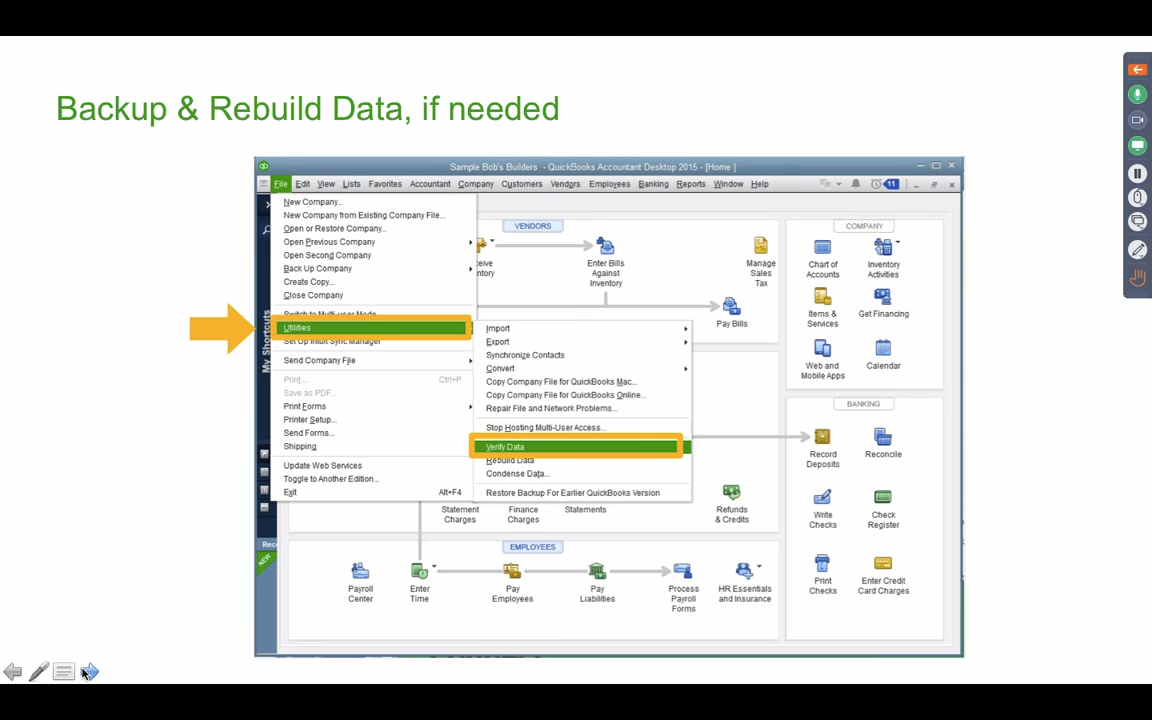 Backup & Rebuild Data, if needed
Sample Bob's Builders - QuickBooks Accountant Desktop 2015 - [Home ]
File Edit View Lists Favorites Accountant Company Customers Vendors Employees Banking Reports Window Help 11
New Company...
New Company from Existing Company File...
Open or Restore Company...
Open Previous Company
Open Second Company
Back Up Company
Create Copy...
Close Company
Switch to Multi-user Mode
Utilities
Set Up Intuit Sync Manager
Send Company File
Print... Ctrl+P
Save as PDF...
Print Forms
Printer Setup...
Send Forms...
Shipping
Update Web Services
Toggle to Another Edition...
Exit Alt+F4
Import
Export
Synchronize Contacts
Convert
Copy Company File for QuickBooks Mac...
Copy Company File for QuickBooks Online...
Repair File and Network Problems...
Stop Hosting Multi-User Access...
Verify Data
Rebuild Data
Condense Data...
Restore Backup For Earlier QuickBooks Version
My Shortcuts
VENDORS
ceive
ntory
Enter Bills
Against
Inventory
Manage
Sales
Tax
Pay Bills
COMPANY
Chart of
Accounts
Inventory
Activities
Items &
Services
Get Financing
Web and
Mobile Apps
Calendar
BANKING
Record
Deposits
Reconcile
Write
Checks
Check
Register
Print
Checks
Enter Credit
Card Charges
Statement
Charges
Finance
Charges
Statements
Refunds
& Credits
Reco
NEW
EMPLOYEES
Payroll
Center
Enter
Time
Pay
Employees
Pay
Liabilities
Process
Payroll
Forms
HR Essentials
and Insurance